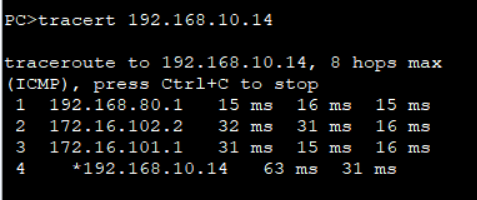 PC>tracert 192.168.10.14
traceroute to 192.168.10.14, 8 hops max
(ICMP), press Ctrl+C to stop
1 192.168.80.1 15 ms 16 ms 15 ms
2 172.16.102.2 32 ms 31 ms 16 ms
3 172.16.101.1 31 ms 15 ms 16 ms
4 *192.168.10.14 63 ms 31 ms